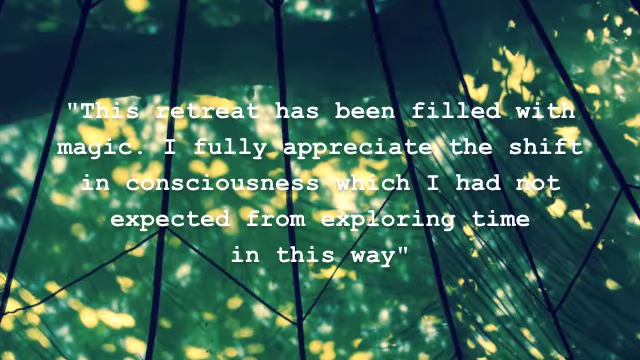 "This retreat has been filled with
magic. I fully appreciate the shift
in consciousness which I had not
expected from exploring time
in this way"